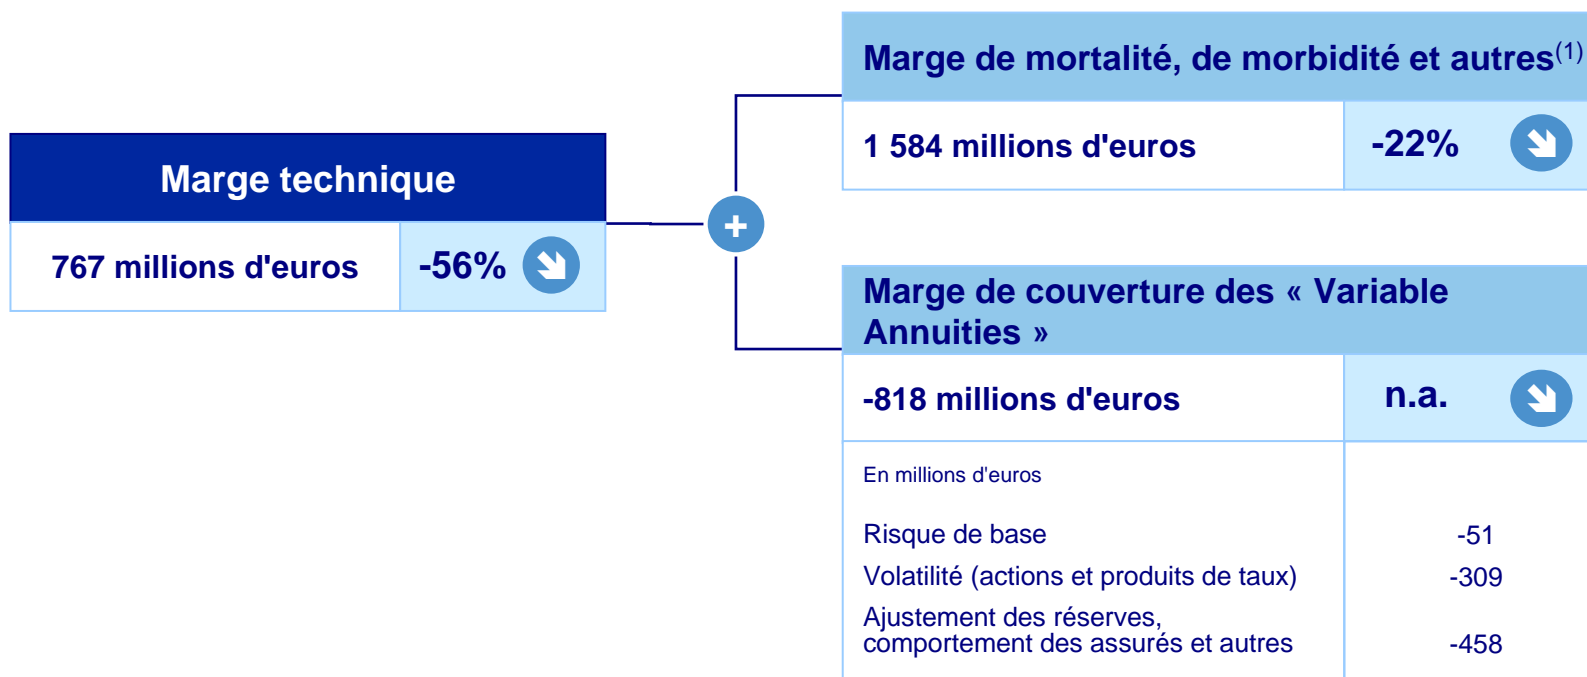 Marge technique
767 millions d'euros -56%
+
Marge de mortalité, de morbidité et autres(1)
1 584 millions d'euros -22%
Marge de couverture des « Variable
Annuities »
-818 millions d'euros n.a.
En millions d'euros
Risque de base -51
Volatilité (actions et produits de taux) -309
Ajustement des réserves,
comportement des assurés et autres -458